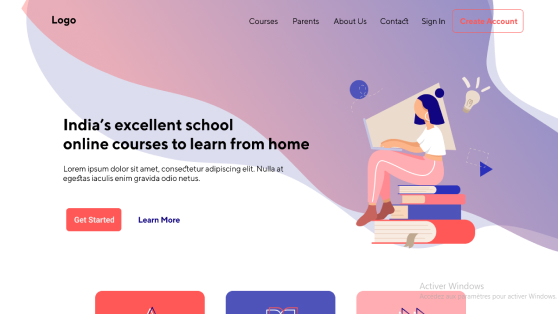 Logo
Courses Parents About Us Contact Sign In Create Account
India's excellent school
online courses to learn from home
Lorem ipsum dolor sit amet, consectetur adipiscing elit. Nulla at
egestas iaculis enim gravida odio netus.
Get Started Learn More
Activer Windows
Accédez aux paramètres pour activer Windows.